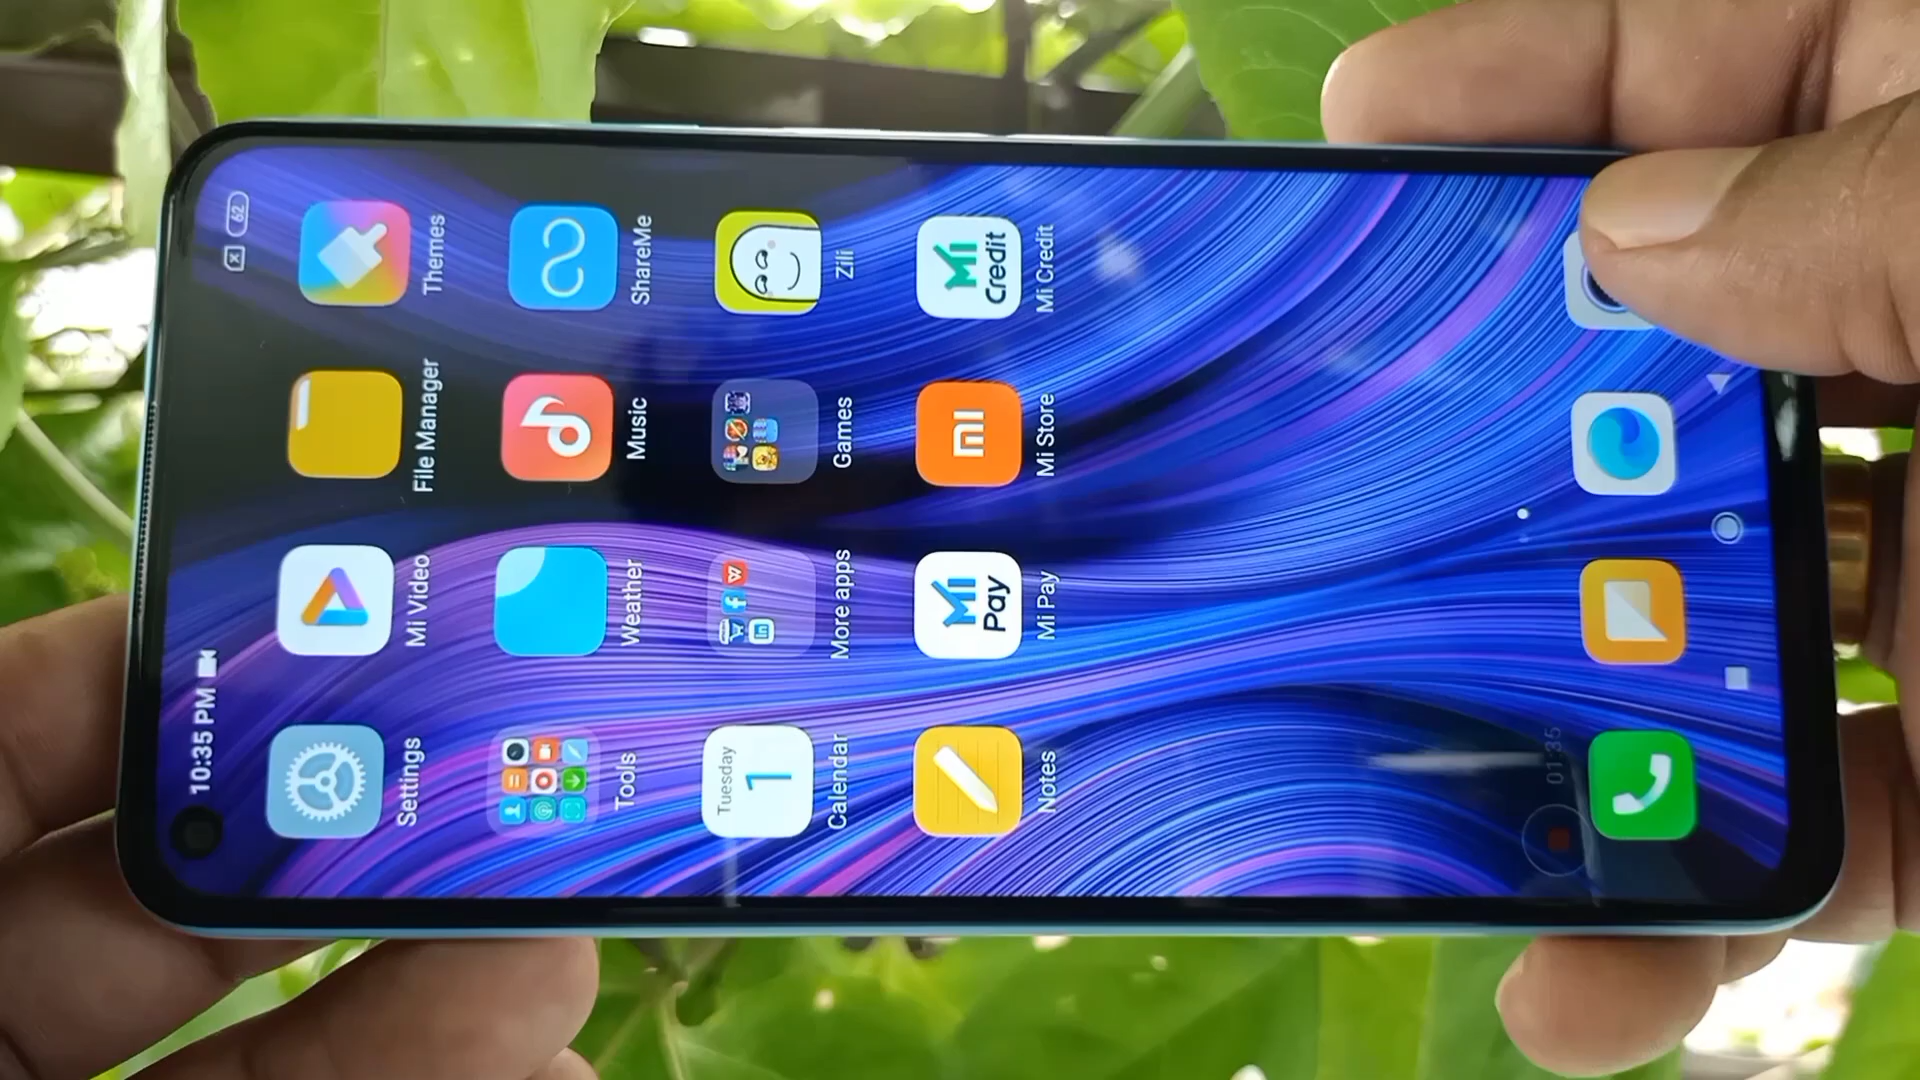 10:35 PM
62
Settings
Mi Video
File Manager
Themes
Tools
Weather
Music
ShareMe
Tuesday
1
Calendar
More apps
Games
Zili
Notes
Mi
Pay
Mi Pay
mi
Mi Store
Mi
Credit
Mi Credit
01:35